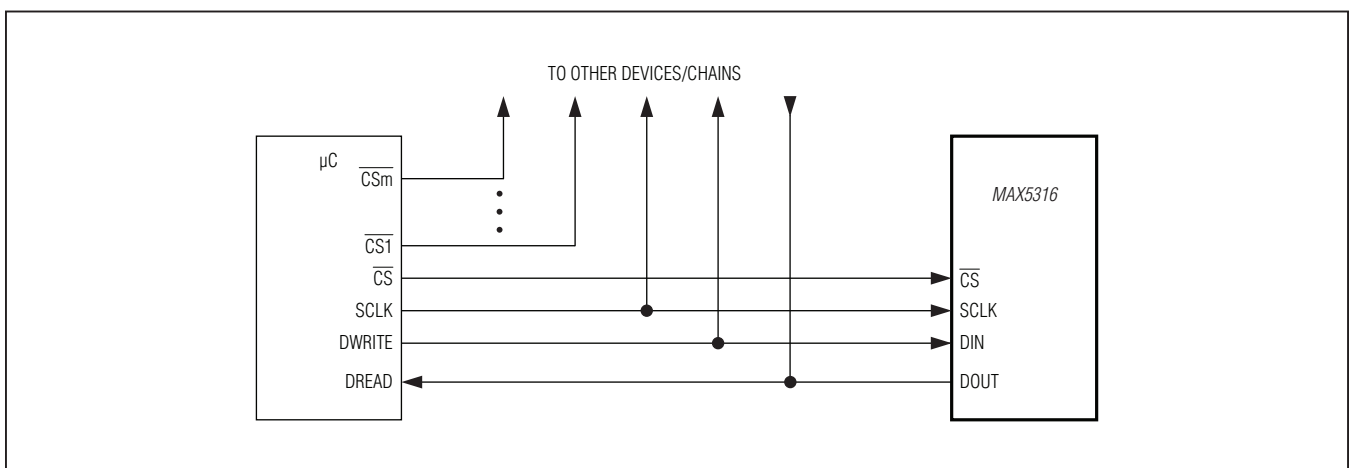 TO OTHER DEVICES/CHAINS
µC
CSm
MAX5316
CS1
CS
CS
SCLK
SCLK
DWRITE
DIN
DREAD
DOUT